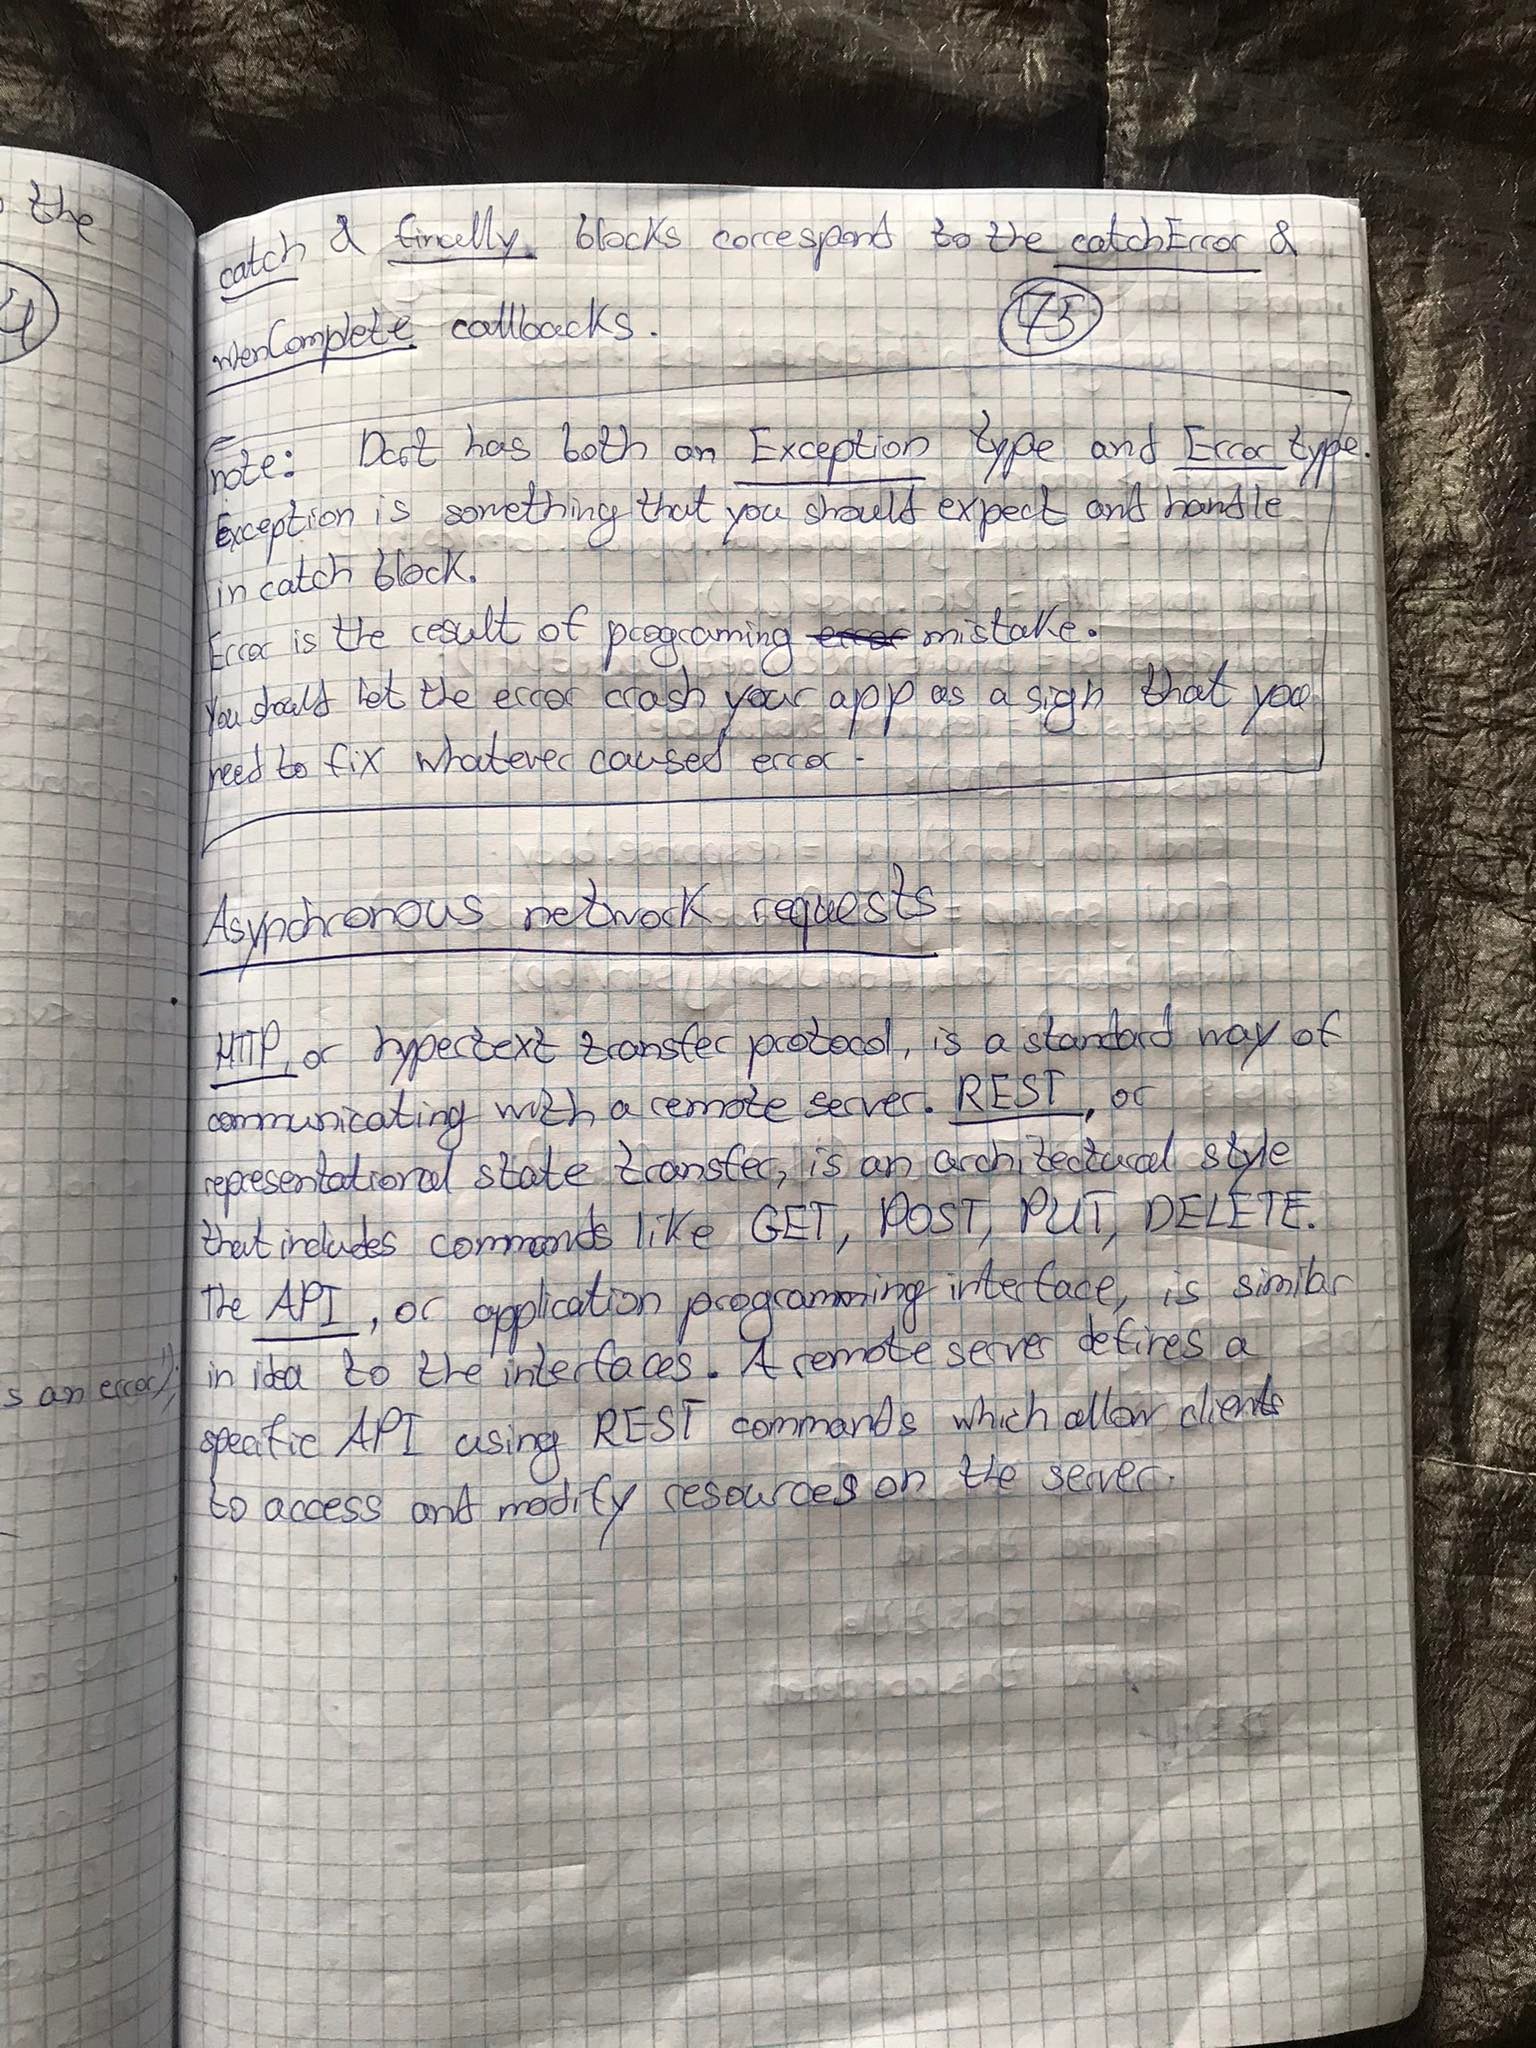 the
4
s an error');
catch & finally blocks correspond to the catchError &
whenComplete callbacks.
75
note: Dart has both an Exception type and Error type.
Exception is something that you should expect and handle
in catch block.
Error is the result of programing error mistake.
You should let the error crash your app as a sign that you
need to fix whatever caused error.
Asynchronous network requests
HTTP, or hypertext transfer protocol, is a standard way of
communicating with a remote server. REST, or
representational state transfer, is an architectural style
that includes commands like GET, POST, PUT, DELETE.
The API, or application programming interface, is similar
in idea to the interfaces. A remote server defines a
specific API using REST commands which allow clients
to access and modify resources on the server.